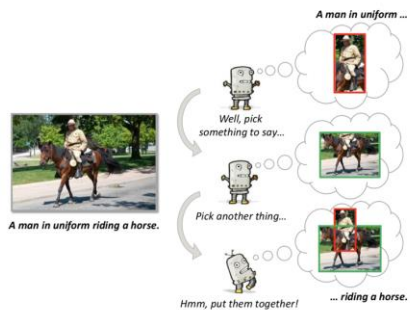 A man in uniform ...
Well, pick
something to say...
A man in uniform riding a horse.
Pick another thing...
Hmm, put them together!
... riding a horse.